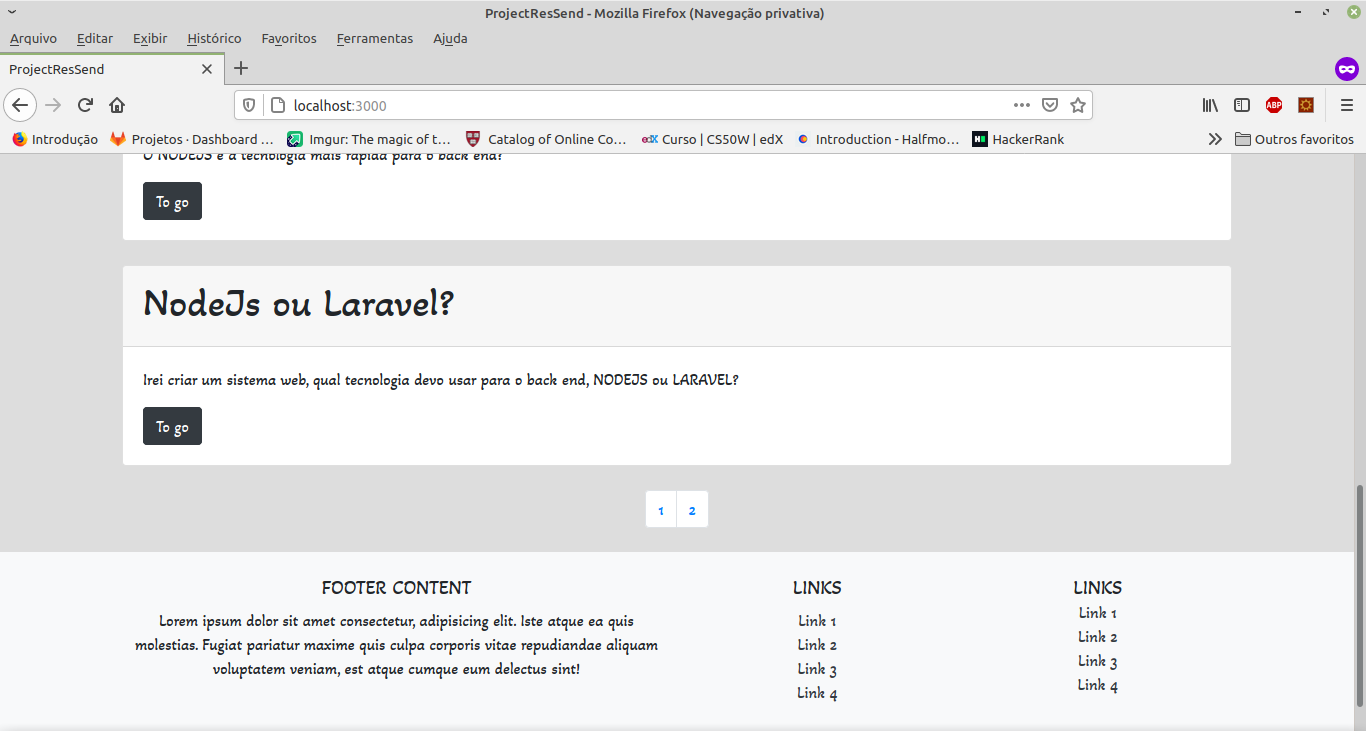 ProjectResSend - Mozilla Firefox (Navegação privativa)
Arquivo Editar Exibir Histórico Favoritos Ferramentas Ajuda
ProjectResSend
localhost:3000
ABP
Introdução Projetos · Dashboard ... Imgur: The magic of t... Catalog of Online Co... edX Curso | CS50W | edX Introduction - Halfmo... HackerRank Outros favoritos
O NODEJS é a tecnologia mais rápida para o back end?
To go
NodeJs ou Laravel?
Irei criar um sistema web, qual tecnologia devo usar para o back end, NODEJS ou LARAVEL?
To go
1 2
FOOTER CONTENT
Lorem ipsum dolor sit amet consectetur, adipisicing elit. Iste atque ea quis
molestias. Fugiat pariatur maxime quis culpa corporis vitae repudiandae aliquam
voluptatem veniam, est atque cumque eum delectus sint!
LINKS
Link 1
Link 2
Link 3
Link 4
LINKS
Link 1
Link 2
Link 3
Link 4